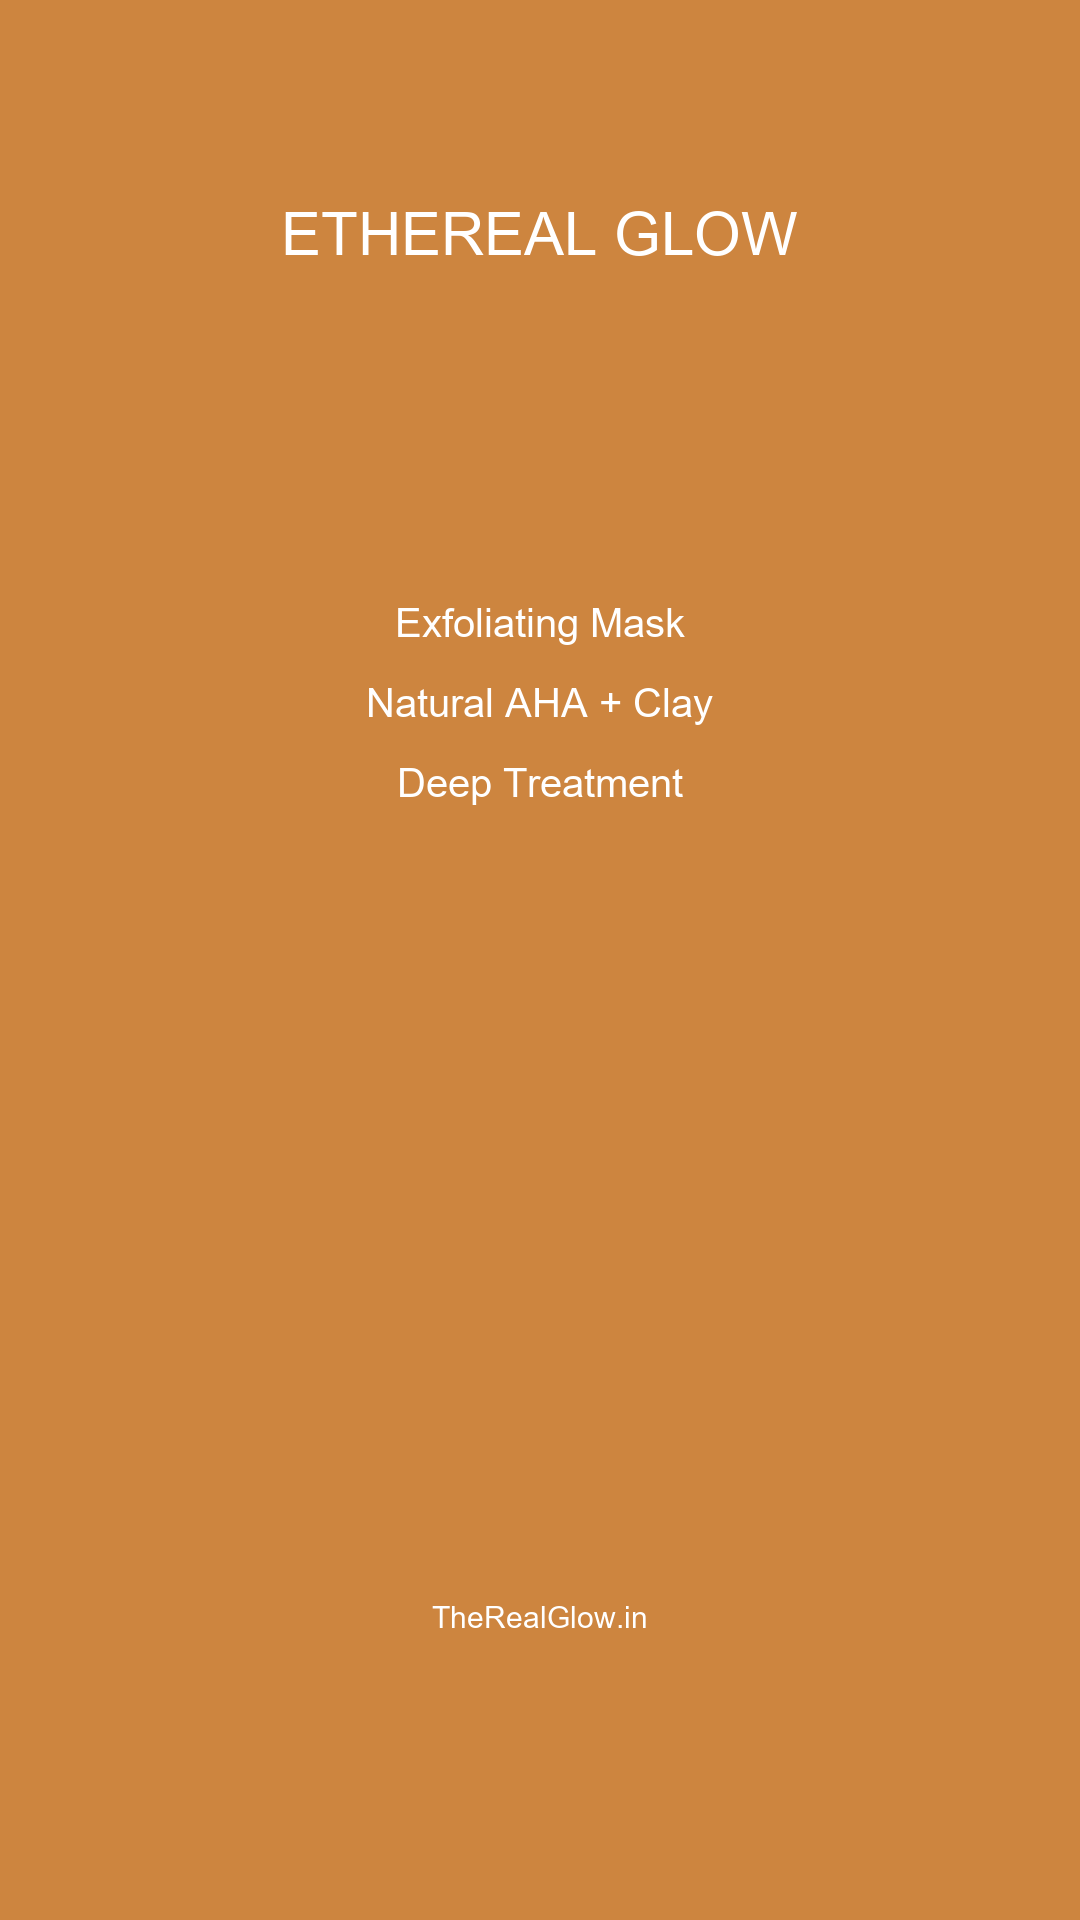 ETHEREAL GLOW
Exfoliating Mask
Natural AHA + Clay
Deep Treatment
TheRealGlow.in